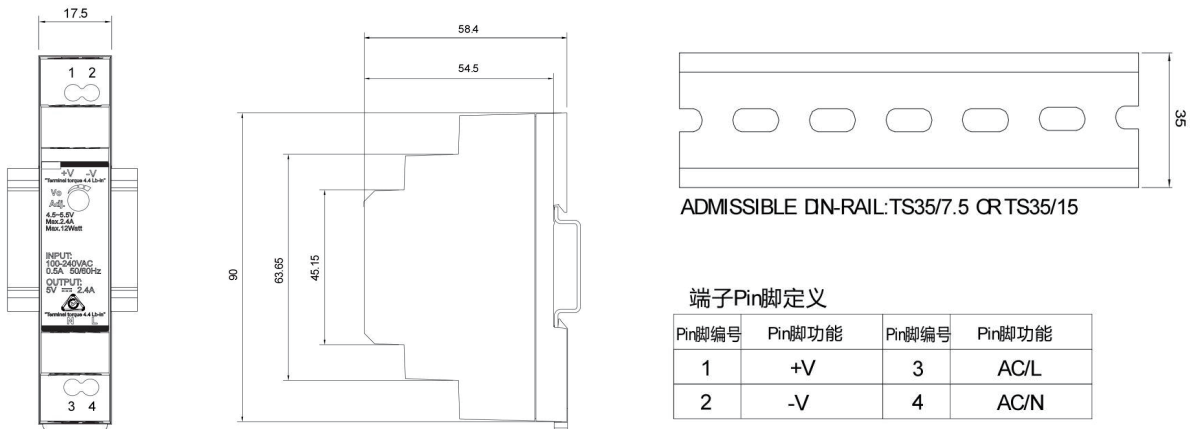 17.5
1 2
+V -V
"Terminal torque 4.4 Lb-in"
Vo
Adj.
4.5~5.5V
Max.2.4A
Max.12Watt
INPUT:
100-240VAC
0.5A 50/60Hz
OUTPUT:
5V 2.4A
"Terminal torque 4.4 Lb-in"
N L
3 4
58.4
54.5
90
63.65
45.15
35
ADMISSIBLE DIN-RAIL:TS35/7.5 OR TS35/15
端子Pin脚定义
Pin脚编号 Pin脚功能 Pin脚编号 Pin脚功能
1 +V 3 AC/L
2 -V 4 AC/N